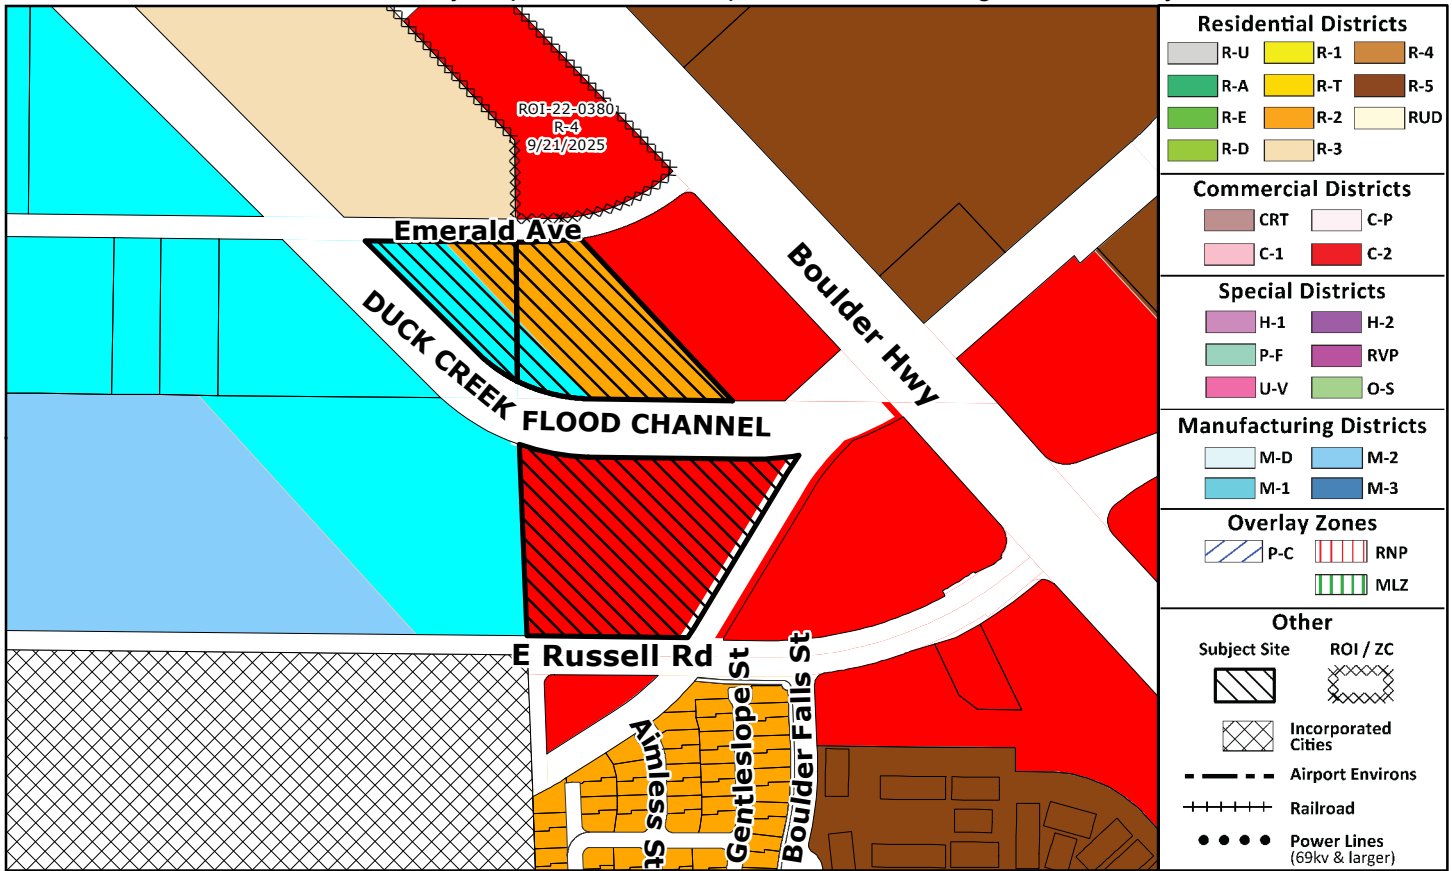 ROI-22-0380
R-4
9/21/2025
Emerald Ave
Boulder Hwy
DUCK CREEK FLOOD CHANNEL
E Russell Rd
Aimless St
Gentleslope St
Boulder Falls St
Residential Districts
R-U
R-1
R-4
R-A
R-T
R-5
R-E
R-2
RUD
R-D
R-3
Commercial Districts
CRT
C-P
C-1
C-2
Special Districts
H-1
H-2
P-F
RVP
U-V
O-S
Manufacturing Districts
M-D
M-2
M-1
M-3
Overlay Zones
P-C
RNP
MLZ
Other
Subject Site
ROI / ZC
Incorporated
Cities
Airport Environs
Railroad
Power Lines
(69kv & larger)